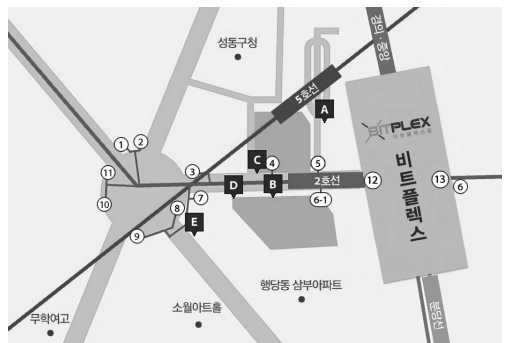 경의·중앙
성동구청
5호선
A
BITPLEX
비트플렉스몰
비트플렉스
1
2
3
4
5
C
11
D
B
2호선
12
13
6
10
7
6-1
8
E
9
행당동 삼부아파트
소월아트홀
무학여고
분당선